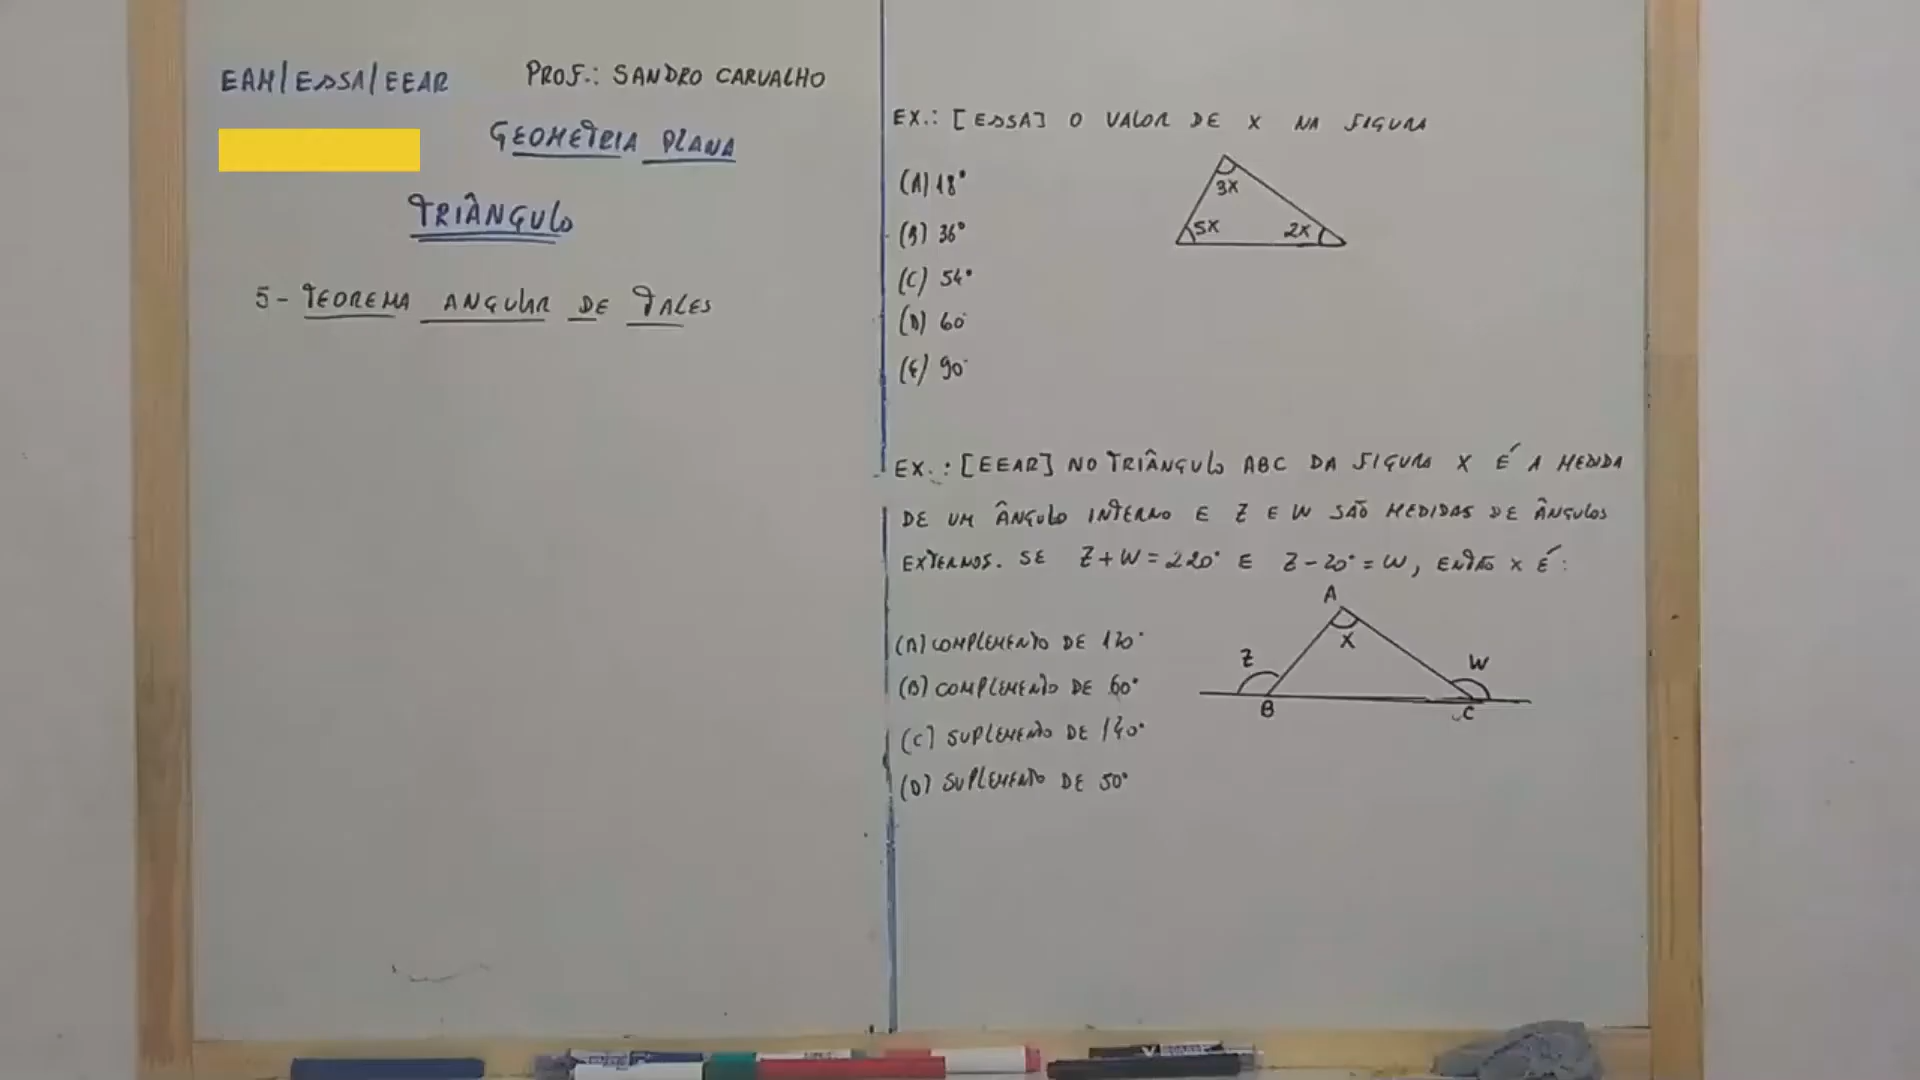 EAM/ESSA/EEAR
PROF.: SANDRO CARVALHO
GEOMETRIA PLANA
TRIÂNGULO
5 - TEOREMA ANGULAR DE TALES
EX.: [ESSA] O VALOR DE X NA FIGURA
(A) 18°
(B) 36°
(C) 54°
(D) 60°
(E) 90°
3X
5X
2X
EX.: [EEAR] NO TRIÂNGULO ABC DA FIGURA X É A MEDIDA
DE UM ÂNGULO INTERNO E Z E W SÃO MEDIDAS DE ÂNGULOS
EXTERNOS. SE Z+W=220° E Z-20°=W, ENTÃO X É:
(A) COMPLEMENTO DE 120°
(B) COMPLEMENTO DE 60°
(C) SUPLEMENTO DE 140°
(D) SUPLEMENTO DE 50°
A
X
Z
W
B
C